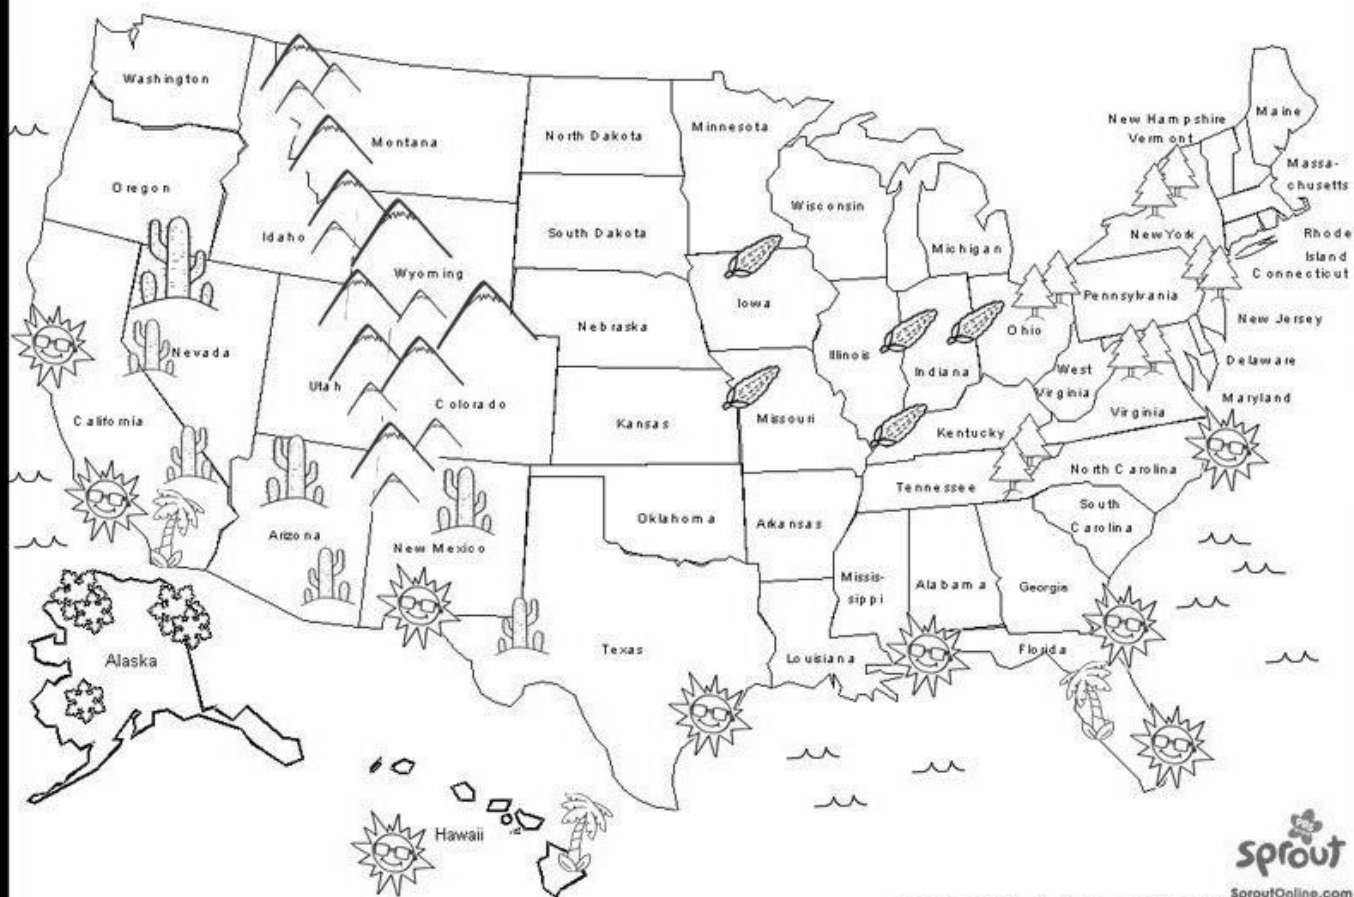 Washington
Montana
North Dakota
Minnesota
New Hampshire
Vermont
Maine
Massa-
chusetts
Oregon
Idaho
Wyoming
South Dakota
Wisconsin
Michigan
New York
Rhode
Island
Connecticut
Nebraska
Iowa
Pennsylvania
New Jersey
Nevada
Utah
Colorado
Illinois
Indiana
Ohio
West
Virginia
Delaware
Maryland
California
Kansas
Missouri
Kentucky
Virginia
Arizona
New Mexico
Oklahoma
Arkansas
Tennessee
North Carolina
South
Carolina
Missis-
sippi
Alabama
Georgia
Alaska
Texas
Louisiana
Florida
Hawaii
PBS
Sprout
SproutOnline.com